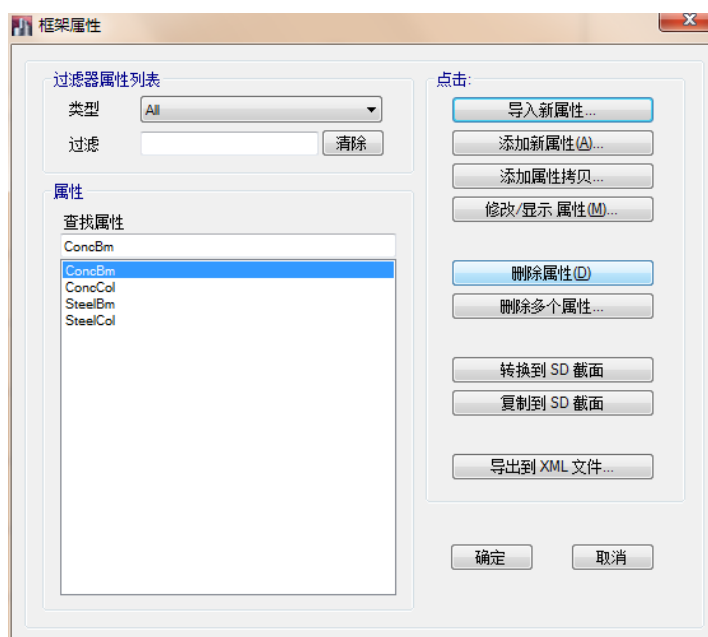 框架属性
过滤器属性列表
类型
All
过滤
清除
属性
查找属性
ConcBm
ConcBm
ConcCol
SteelBm
SteelCol
点击:
导入新属性...
添加新属性(A)...
添加属性拷贝...
修改/显示 属性(M)...
删除属性(D)
删除多个属性...
转换到 SD 截面
复制到 SD 截面
导出到 XML 文件...
确定
取消